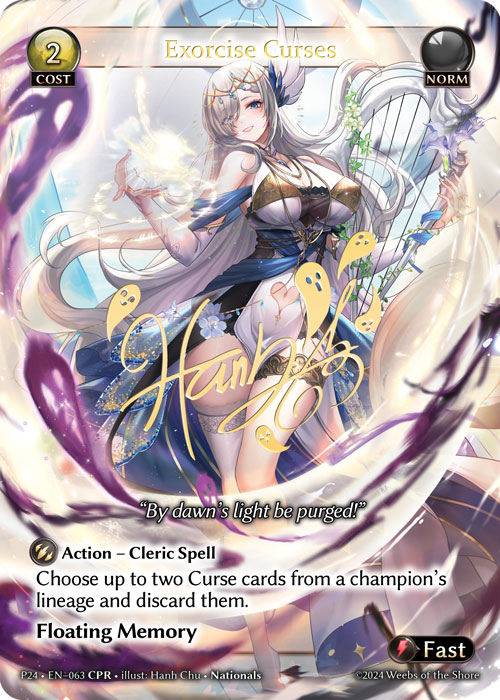 2
Exorcise Curses
COST
NORM
Hanh
“By dawn’s light be purged!”
Action – Cleric Spell
Choose up to two Curse cards from a champion’s
lineage and discard them.
Floating Memory
Fast
P24 • EN–063 CPR • illust: Hanh Chu • Nationals
©2024 Weebs of the Shore